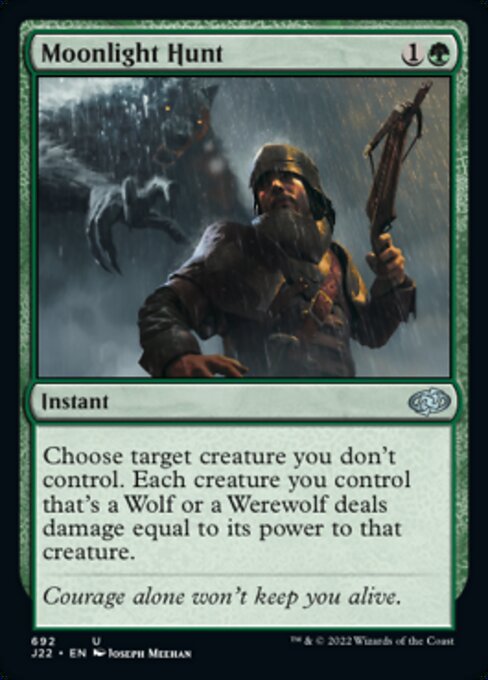 Moonlight Hunt 1
Instant
Choose target creature you don't
control. Each creature you control
that's a Wolf or a Werewolf deals
damage equal to its power to that
creature.
Courage alone won't keep you alive.
692 U
J22 • EN Joseph Meehan
™ & © 2022 Wizards of the Coast